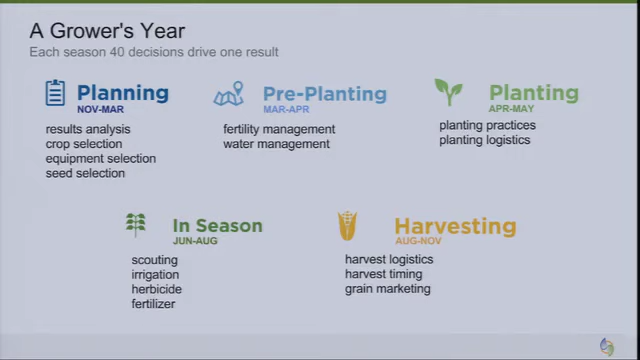 A Grower's Year
Each season 40 decisions drive one result
Planning
NOV-MAR
results analysis
crop selection
equipment selection
seed selection
Pre-Planting
MAR-APR
fertility management
water management
Planting
APR-MAY
planting practices
planting logistics
In Season
JUN-AUG
scouting
irrigation
herbicide
fertilizer
Harvesting
AUG-NOV
harvest logistics
harvest timing
grain marketing